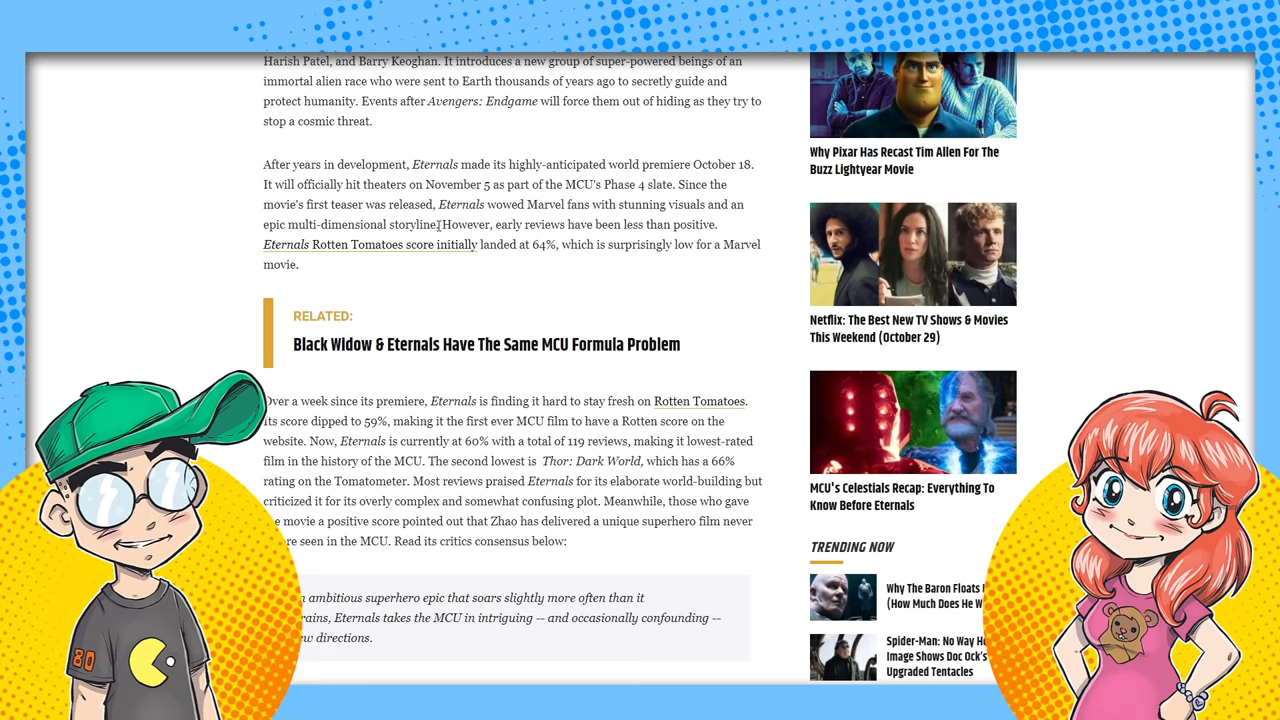 Harish Patel, and Barry Keoghan. It introduces a new group of super-powered beings of an
immortal alien race who were sent to Earth thousands of years ago to secretly guide and
protect humanity. Events after Avengers: Endgame will force them out of hiding as they try to
stop a cosmic threat.
After years in development, Eternals made its highly-anticipated world premiere October 18.
It will officially hit theaters on November 5 as part of the MCU's Phase 4 slate. Since the
movie's first teaser was released, Eternals wowed Marvel fans with stunning visuals and an
epic multi-dimensional storyline. However, early reviews have been less than positive.
Eternals Rotten Tomatoes score initially landed at 64%, which is surprisingly low for a Marvel
movie.
RELATED:
Black Widow & Eternals Have The Same MCU Formula Problem
Over a week since its premiere, Eternals is finding it hard to stay fresh on Rotten Tomatoes.
Its score dipped to 59%, making it the first ever MCU film to have a Rotten score on the
website. Now, Eternals is currently at 60% with a total of 119 reviews, making it lowest-rated
film in the history of the MCU. The second lowest is Thor: Dark World, which has a 66%
rating on the Tomatometer. Most reviews praised Eternals for its elaborate world-building but
criticized it for its overly complex and somewhat confusing plot. Meanwhile, those who gave
movie a positive score pointed out that Zhao has delivered a unique superhero film never
seen in the MCU. Read its critics consensus below:
ambitious superhero epic that soars slightly more often than it
Eternals takes the MCU in intriguing -- and occasionally confounding --
directions.
Why Pixar Has Recast Tim Allen For The
Buzz Lightyear Movie
Netflix: The Best New TV Shows & Movies
This Weekend (October 29)
MCU's Celestials Recap: Everything To
Know Before Eternals
TRENDING NOW
Why The Baron Floats
(How Much Does He W
Spider-Man: No Way H
Image Shows Doc Ock's
Upgraded Tentacles
80